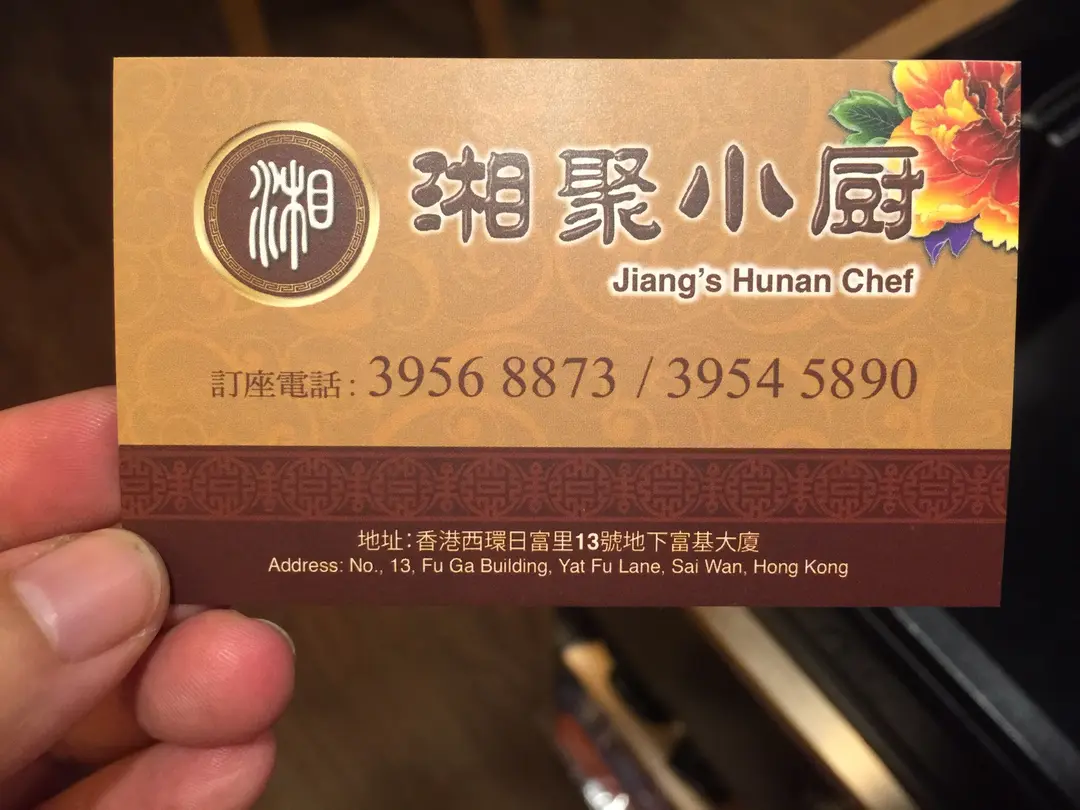 湘
湘聚小厨
Jiang's Hunan Chef
訂座電話: 3956 8873 / 3954 5890
地址:香港西環日富里13號地下富基大廈
Address: No., 13, Fu Ga Building, Yat Fu Lane, Sai Wan, Hong Kong